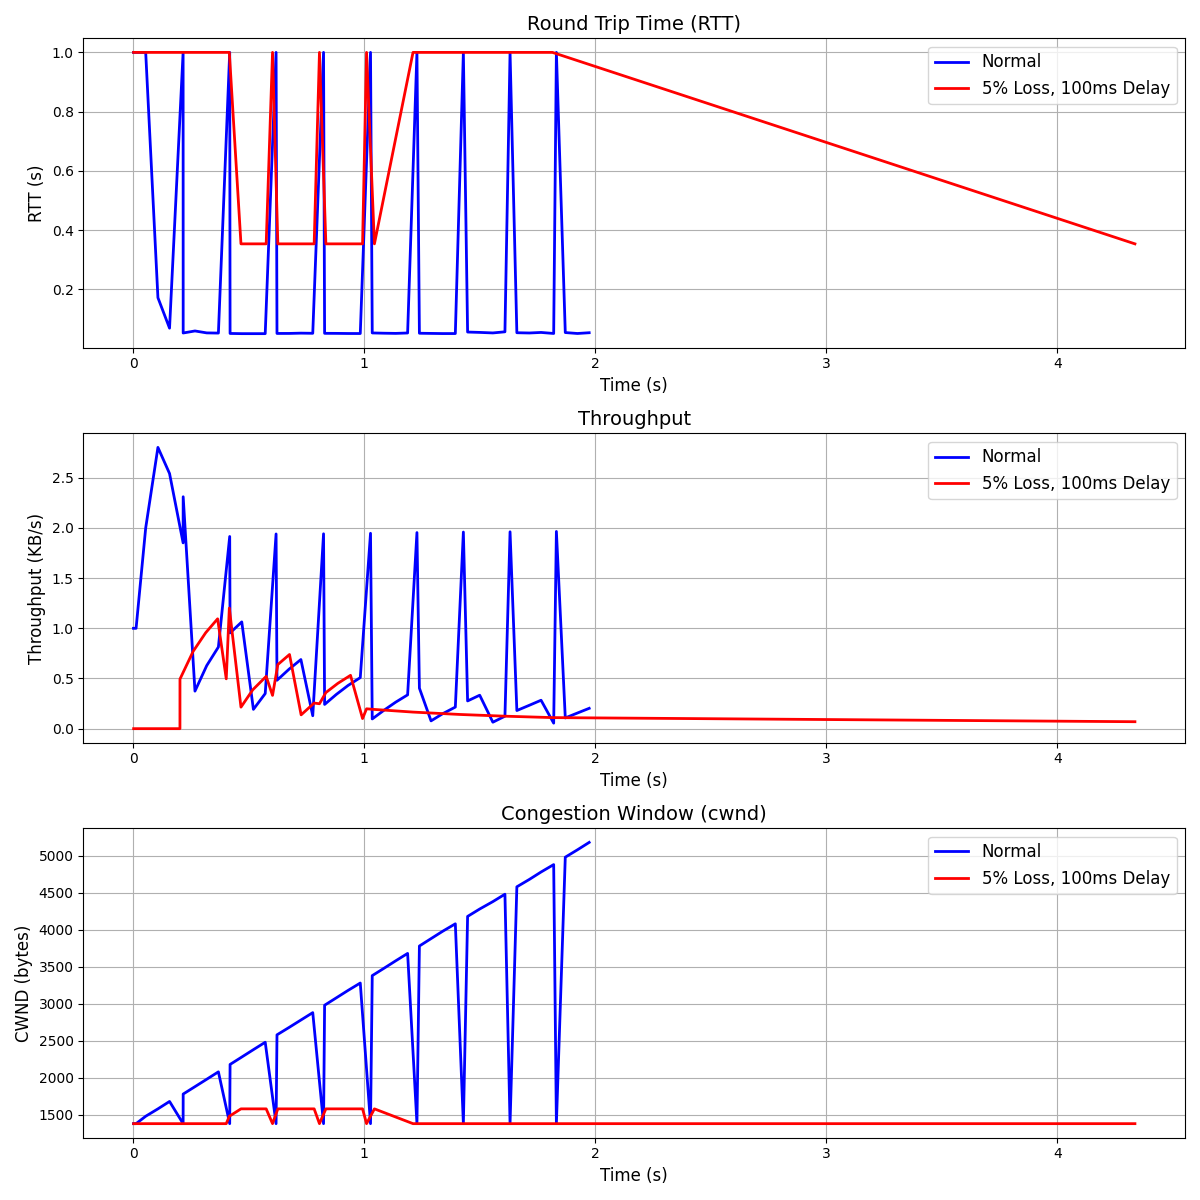 Round Trip Time (RTT)
1.0
0.8
0.6
0.4
0.2
RTT (s)
Normal
5% Loss, 100ms Delay
0 1 2 3 4
Time (s)
Throughput
2.5
2.0
1.5
1.0
0.5
0.0
Throughput (KB/s)
Normal
5% Loss, 100ms Delay
0 1 2 3 4
Time (s)
Congestion Window (cwnd)
5000
4500
4000
3500
3000
2500
2000
1500
CWND (bytes)
Normal
5% Loss, 100ms Delay
0 1 2 3 4
Time (s)